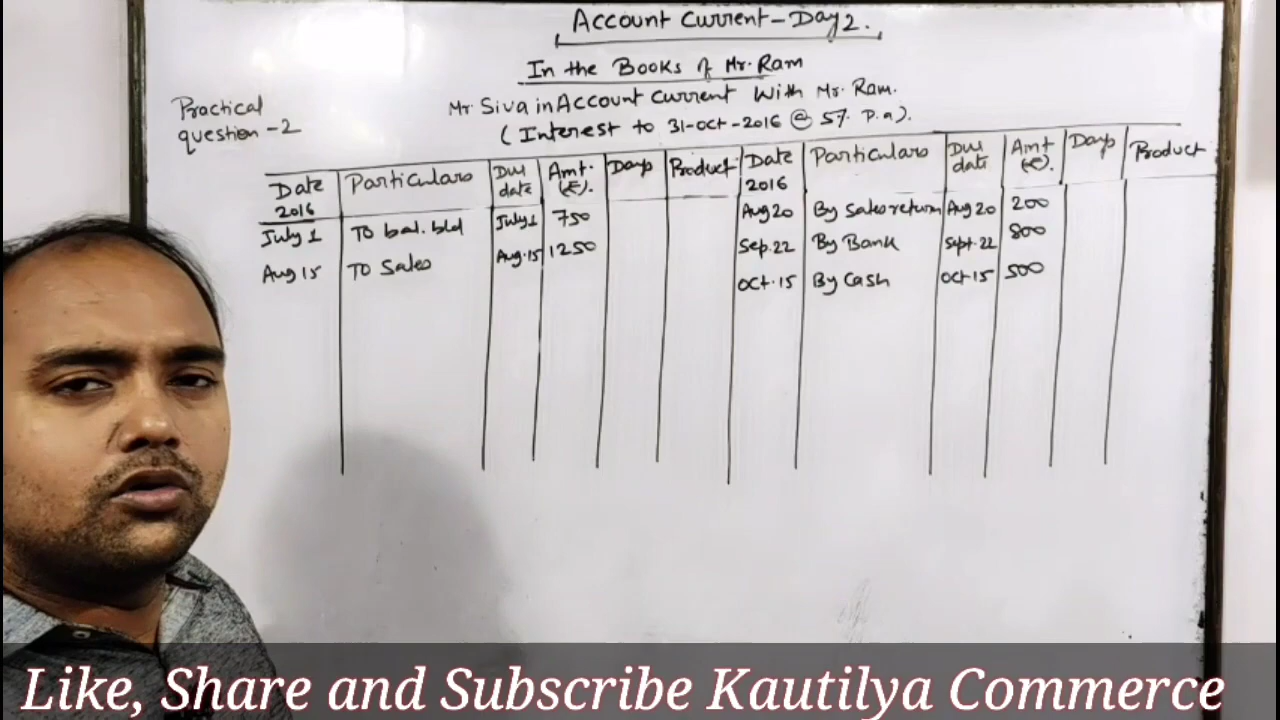 Account Current-Day2.
In the Books of Mr. Ram
Practical
question-2
Mr Siva in Account Current With Mr. Ram.
(Interest to 31-oct-2016 @ 5%. P.a).
Date Particulars Due date Amt. (₹). Days Product Date Particulars Due date Amt (₹). Days Product
2016 2016
July 1 To bal. bld July 1 750 Aug 20 By Sales return Aug 20 200
Aug 15 To Sales Aug.15 1250 Sep.22 By Bank Sept.22 800
Oct.15 By Cash Oct.15 500
Like, Share and Subscribe Kautilya Commerce